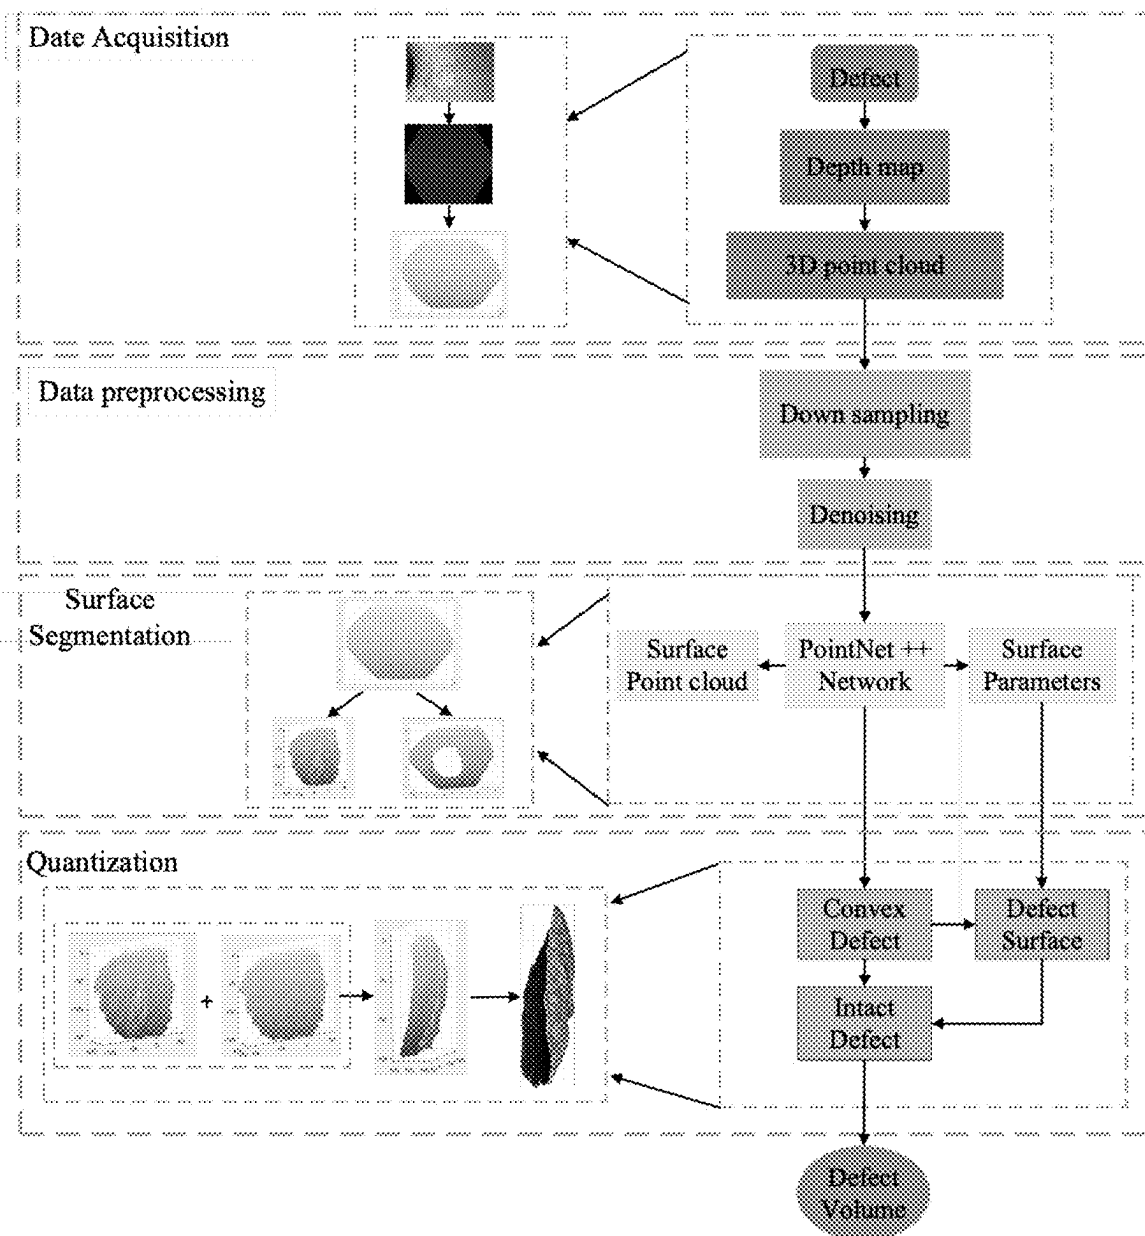 Date Acquisition
Defect
Depth map
3D point cloud
Data preprocessing
Down sampling
Denoising
Surface
Segmentation
Surface
Point cloud
PointNet ++
Network
Surface
Parameters
Quantization
+
Convex
Defect
Defect
Surface
Intact
Defect
Defect
Volume